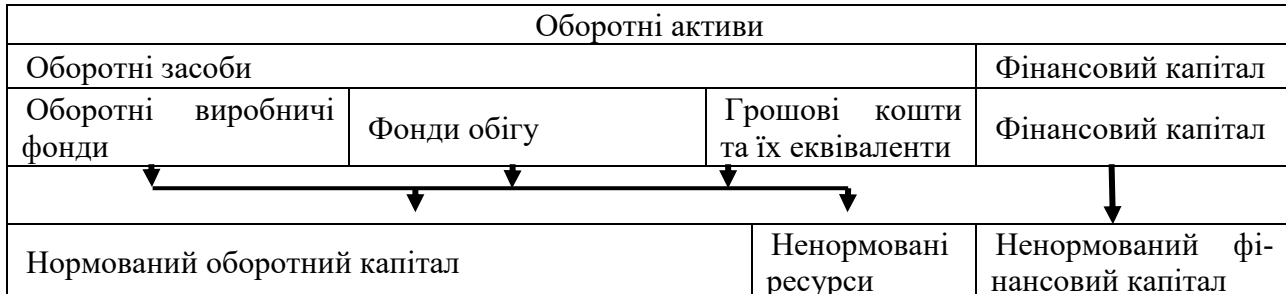 Оборотні активи
Оборотні засоби
Фінансовий капітал
Оборотні виробничі
фонди
Фонди обігу
Грошові кошти
та їх еквіваленти
Фінансовий капітал
Нормований оборотний капітал
Ненормовані
ресурси
Ненормований фі-
нансовий капітал